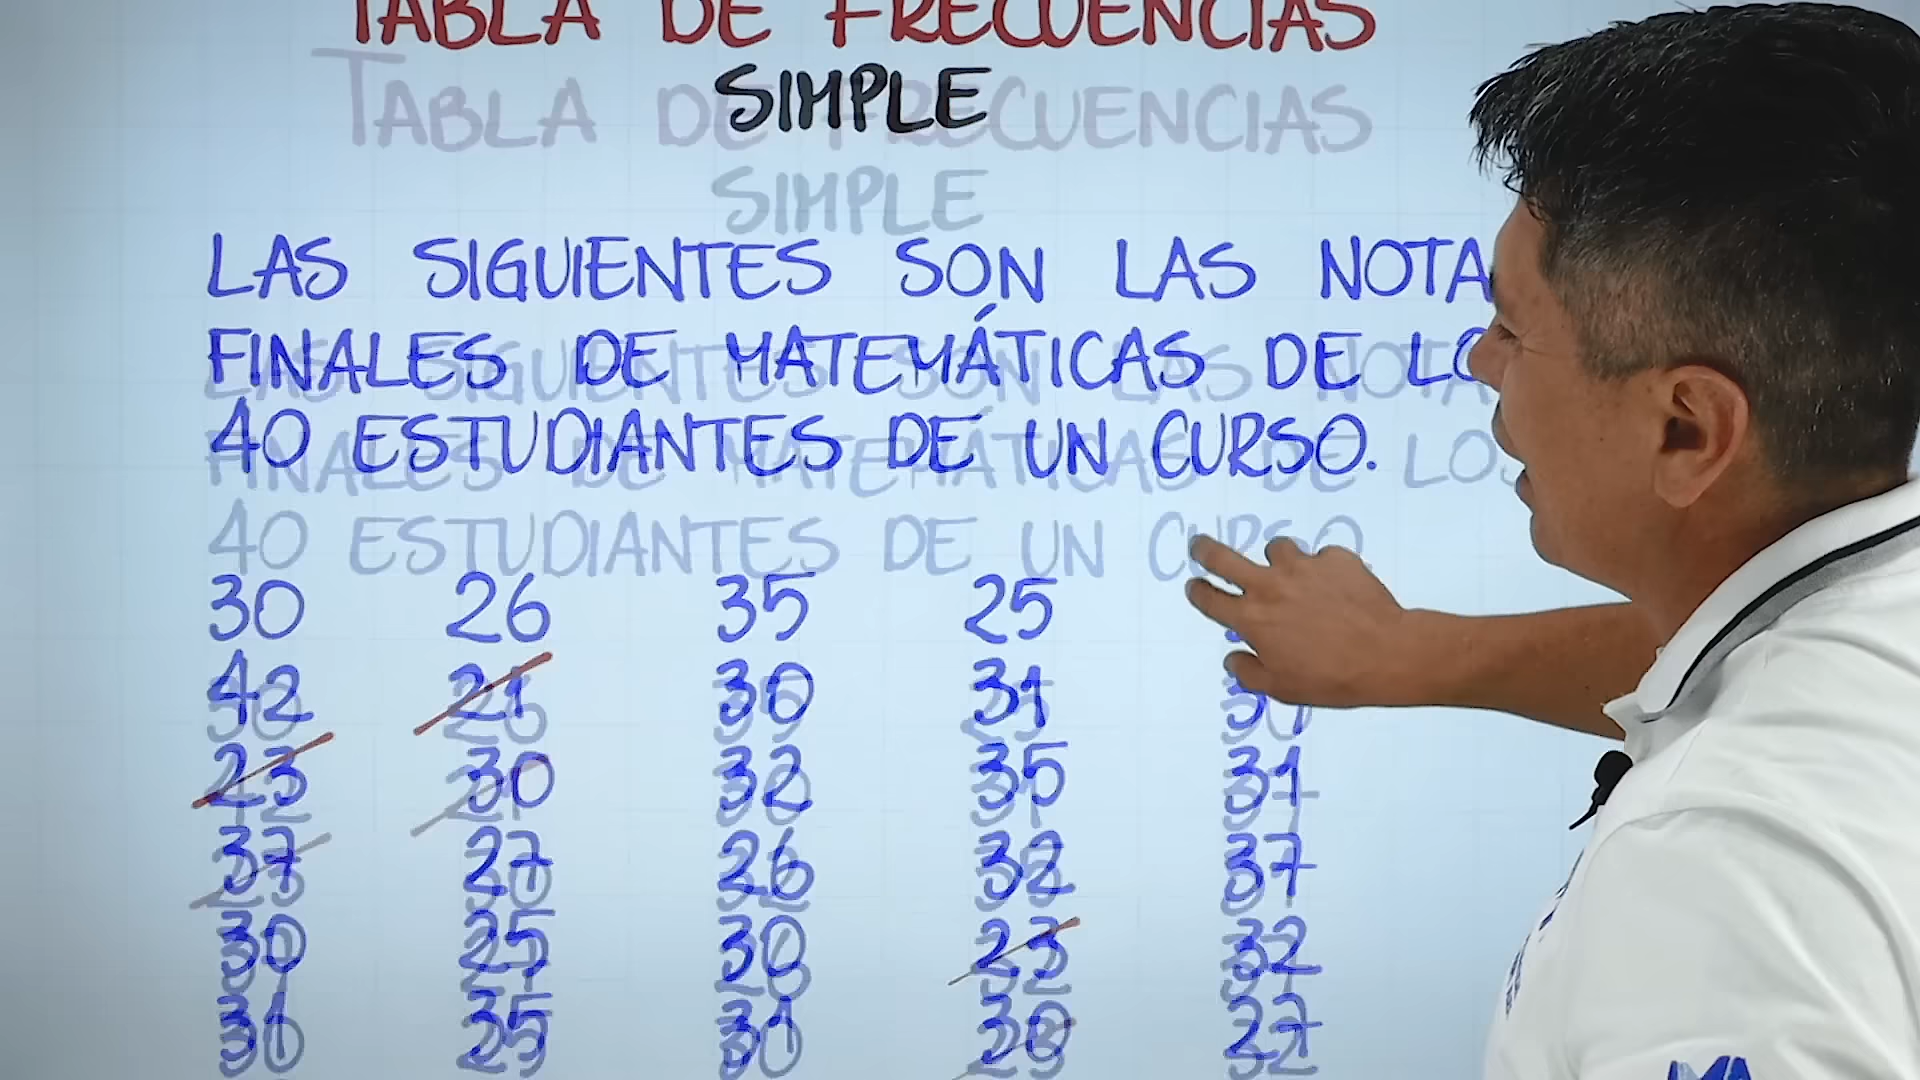 TABLA DE FRECUENCIAS
SIMPLE
LAS SIGUIENTES SON LAS NOTA
FINALES DE MATEMÁTICAS DE LO
40 ESTUDIANTES DE UN CURSO.
30 26 35 25
42 21 30 31
23 30 32 35 31
37 27 26 32 37
30 25 30 23 32
31 35 31 27